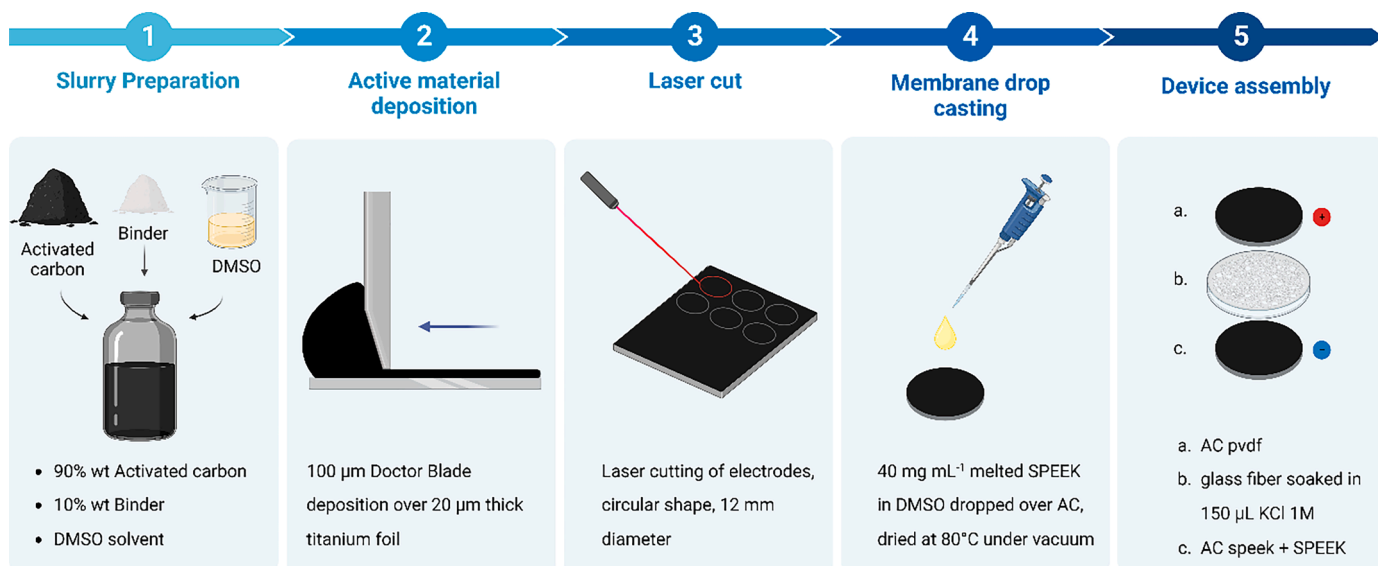 1
Slurry Preparation
Activated
carbon
Binder
DMSO
• 90% wt Activated carbon
• 10% wt Binder
• DMSO solvent
2
Active material
deposition
100 μm Doctor Blade
deposition over 20 μm thick
titanium foil
3
Laser cut
Laser cutting of electrodes,
circular shape, 12 mm
diameter
4
Membrane drop
casting
40 mg mL⁻¹ melted SPEEK
in DMSO dropped over AC,
dried at 80°C under vacuum
5
Device assembly
a.
+
b.
c.
-
a. AC pvdf
b. glass fiber soaked in
150 μL KCl 1M
c. AC speek + SPEEK